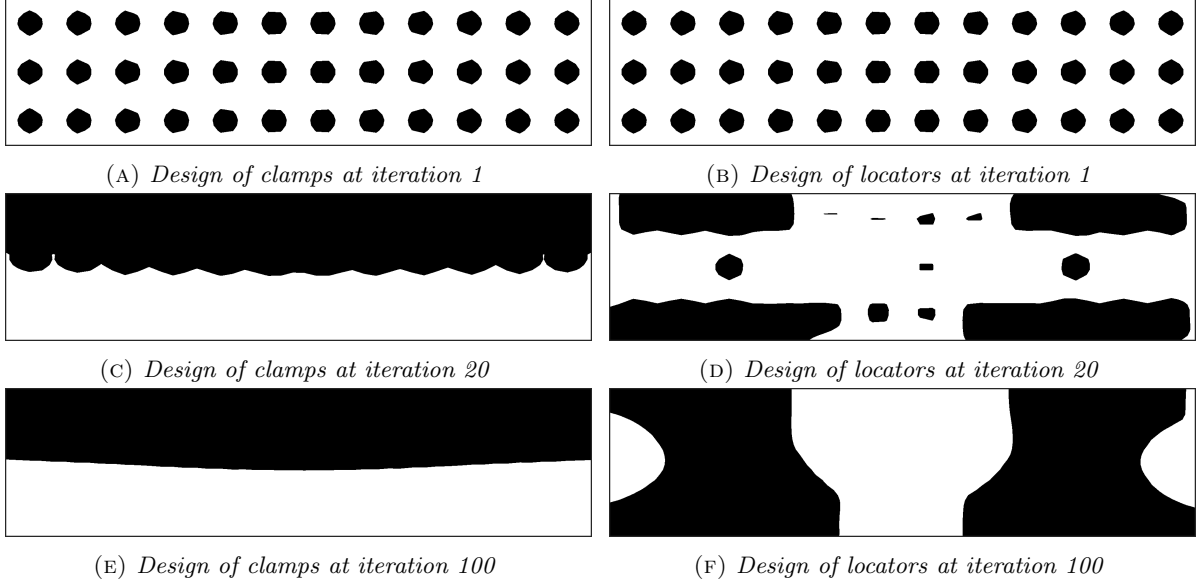 (A) Design of clamps at iteration 1
(B) Design of locators at iteration 1
(C) Design of clamps at iteration 20
(D) Design of locators at iteration 20
(E) Design of clamps at iteration 100
(F) Design of locators at iteration 100